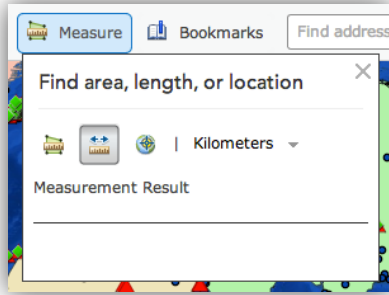 Measure Bookmarks Find address
Find area, length, or location
| Kilometers
Measurement Result